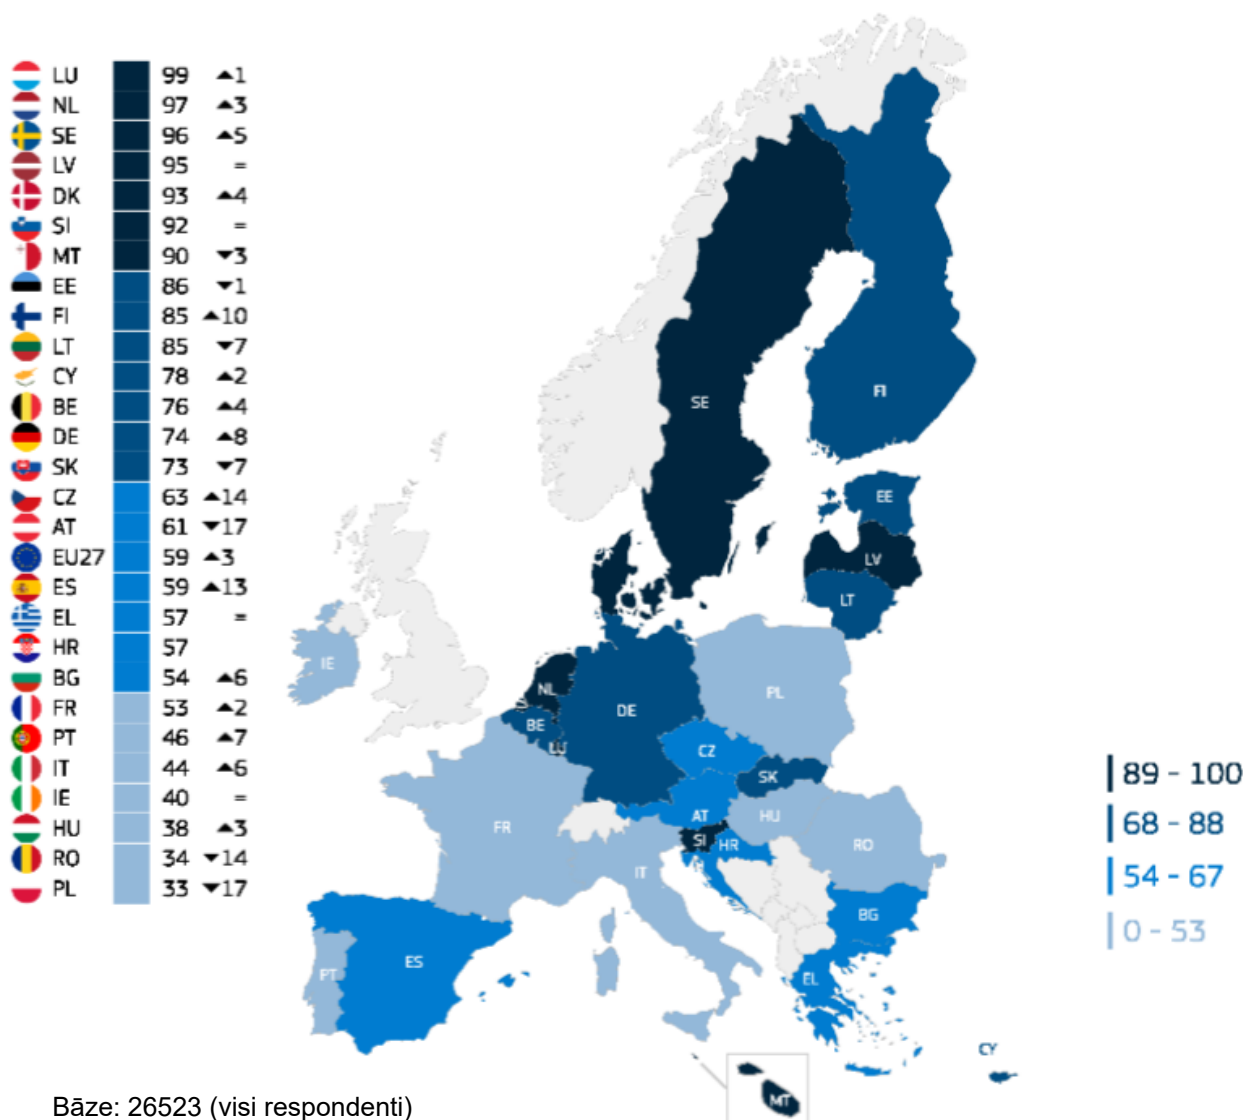 LU 99 ▲1
NL 97 ▲3
SE 96 ▲5
LV 95 =
DK 93 ▲4
SI 92 =
MT 90 ▼3
EE 86 ▼1
FI 85 ▲10
LT 85 ▼7
CY 78 ▲2
BE 76 ▲4
DE 74 ▲8
SK 73 ▼7
CZ 63 ▲14
AT 61 ▼17
EU27 59 ▲3
ES 59 ▲13
EL 57 =
HR 57
BG 54 ▲6
FR 53 ▲2
PT 46 ▲7
IT 44 ▲6
IE 40 =
HU 38 ▲3
RO 34 ▼14
PL 33 ▼17
SE
FI
EE
LV
LT
IE
NL
DE
PL
BE
LU
CZ
SK
FR
AT
HU
SI
HR
RO
IT
BG
PT
ES
EL
CY
MT
89 - 100
68 - 88
54 - 67
0 - 53
Bāze: 26523 (visi respondenti)